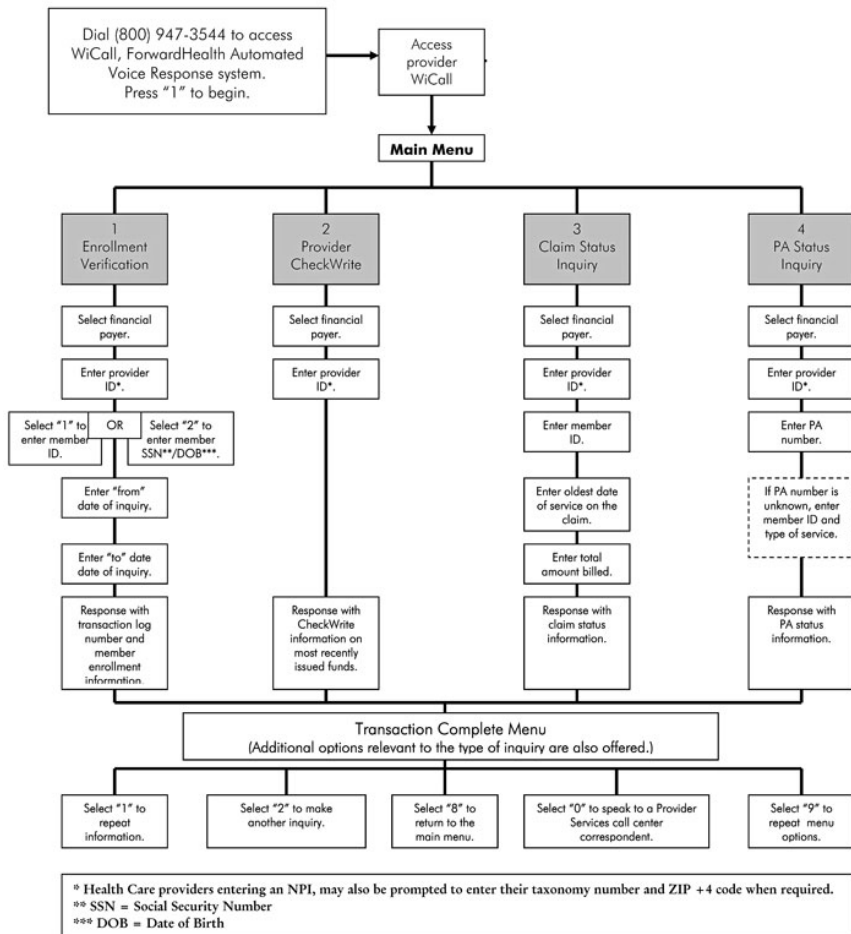 Dial (800) 947-3544 to access
WiCall, ForwardHealth Automated
Voice Response system.
Press "1" to begin.
Access
provider
WiCall
Main Menu
1
Enrollment
Verification
2
Provider
CheckWrite
3
Claim Status
Inquiry
4
PA Status
Inquiry
Select financial
payer.
Select financial
payer.
Select financial
payer.
Select financial
payer.
Enter provider
ID*.
Enter provider
ID*.
Enter provider
ID*.
Enter provider
ID*.
Select "1" to
enter member
ID.
OR
Select "2" to
enter member
SSN**/DOB***.
Enter member
ID.
Enter PA
number.
Enter "from"
date of inquiry.
Enter oldest date
of service on the
claim.
If PA number is
unknown, enter
member ID and
type of service.
Enter "to" date
date of inquiry.
Enter total
amount billed.
Response with
transaction log
number and
member
enrollment
information.
Response with
CheckWrite
information on
most recently
issued funds.
Response with
claim status
information.
Response with
PA status
information.
Transaction Complete Menu
(Additional options relevant to the type of inquiry are also offered.)
Select "1" to
repeat
information.
Select "2" to make
another inquiry.
Select "8" to
return to the
main menu.
Select "0" to speak to a Provider
Services call center
correspondent.
Select "9" to
repeat menu
options.
* Health Care providers entering an NPI, may also be prompted to enter their taxonomy number and ZIP +4 code when required.
** SSN = Social Security Number
*** DOB = Date of Birth